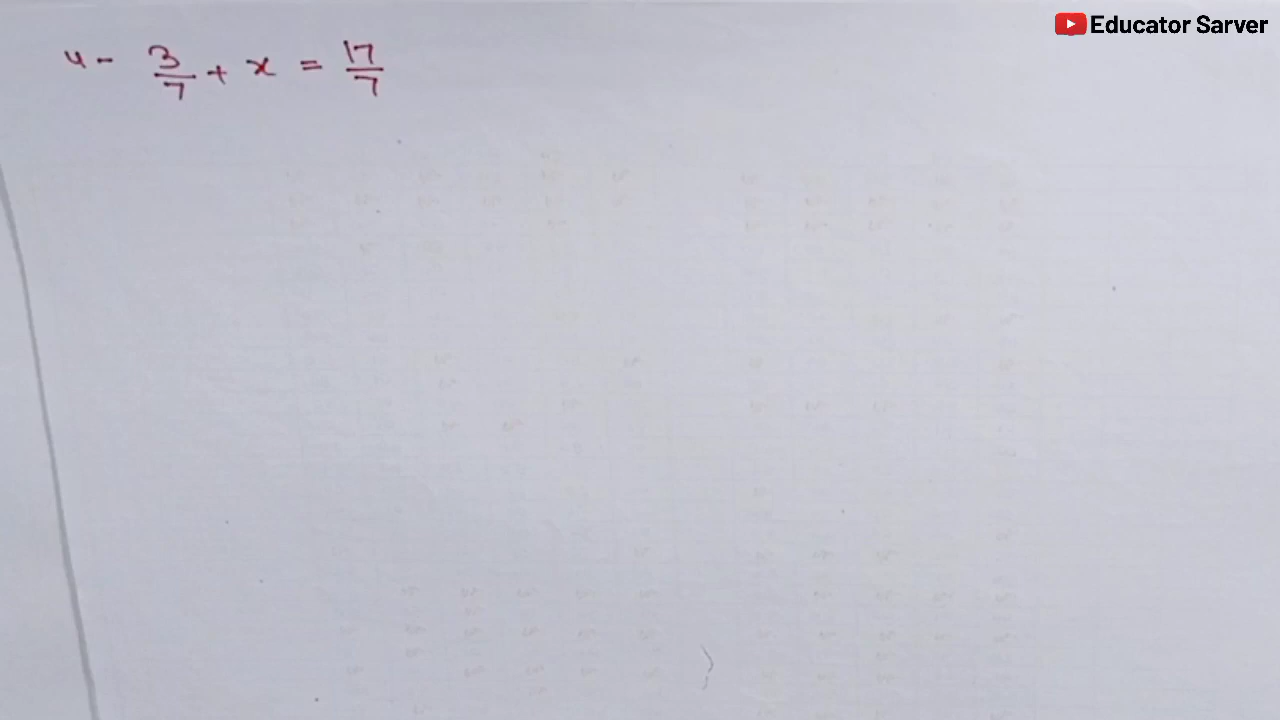 Educator Sarver
4- 3/7 + x = 17/7